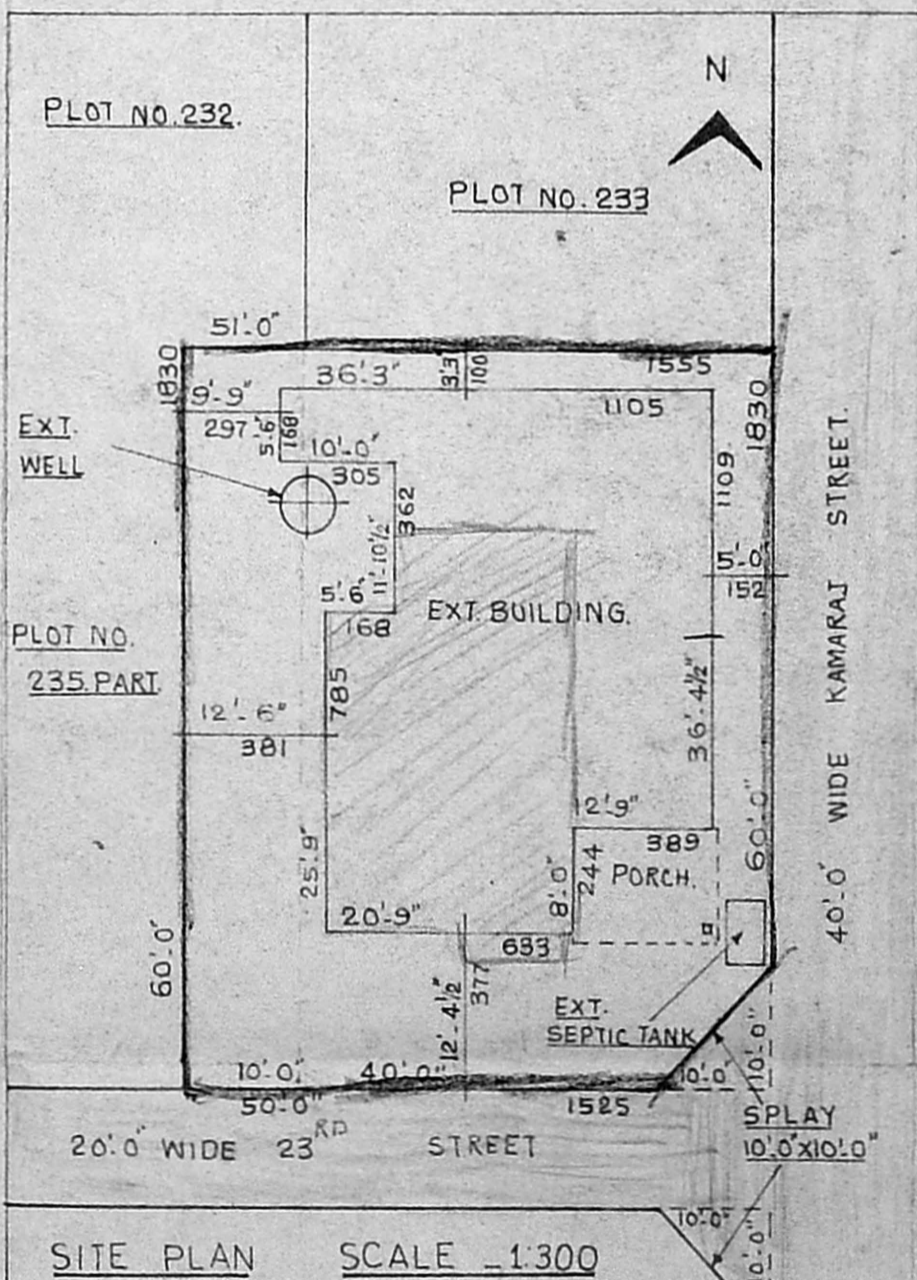 N
PLOT NO.232.
PLOT NO.233
51'.0"
1830
36'.3"
3.3"
100
1555
9'-9"
297
5'.6"
168
1105
1830
EXT.
WELL
10'-0"
305
362
11'-10½"
1109
5'-0"
152
5'.6"
168
EXT. BUILDING.
PLOT NO.
235.PART.
12'-6"
381
785
25'.9"
36'-4½"
12'9"
389
PORCH.
8'.0"
244
60'.0"
20'-9"
633
12'-4½"
377
60'.0"
40'.0" WIDE KAMARAJ STREET.
EXT.
SEPTIC TANK
10'.0"
40'.0"
10'.0"
10'.0"
50'-0"
1525
SPLAY
10'.0"X10'.0"
20'.0" WIDE 23RD STREET
10'.0"
SITE PLAN SCALE _1:300